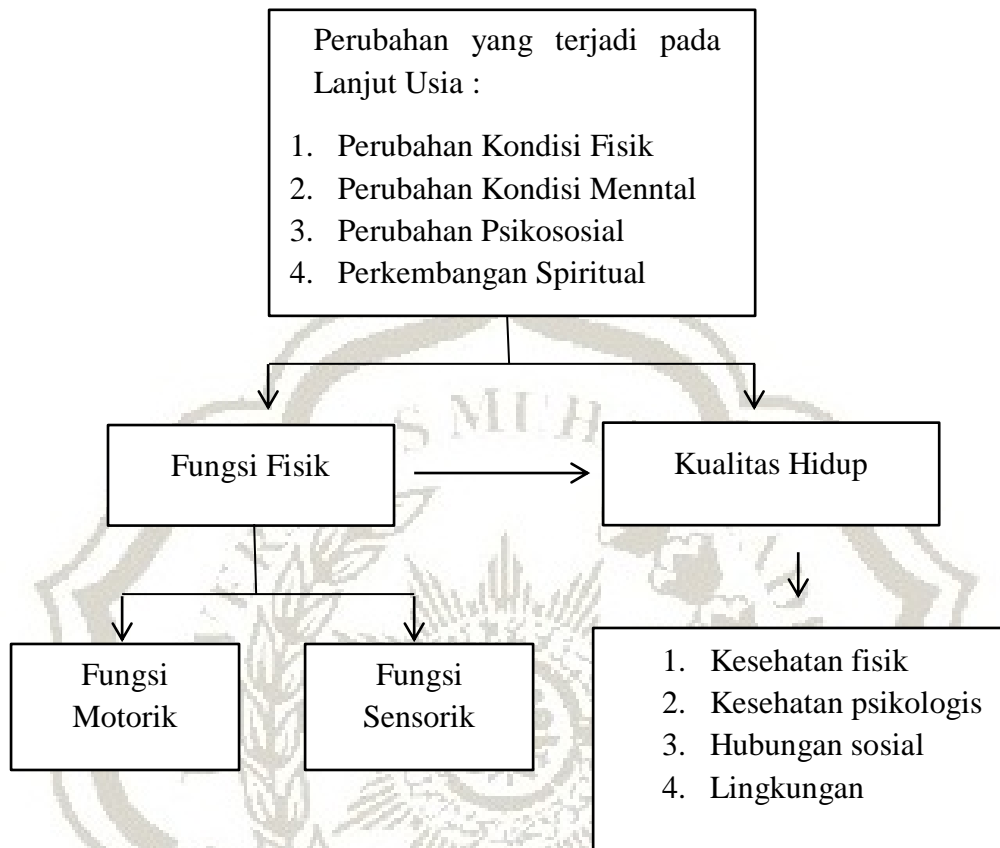 Perubahan yang terjadi pada
Lanjut Usia :
1. Perubahan Kondisi Fisik
2. Perubahan Kondisi Menntal
3. Perubahan Psikososial
4. Perkembangan Spiritual
S MUH
Fungsi Fisik
Kualitas Hidup
Fungsi
Motorik
Fungsi
Sensorik
1. Kesehatan fisik
2. Kesehatan psikologis
3. Hubungan sosial
4. Lingkungan